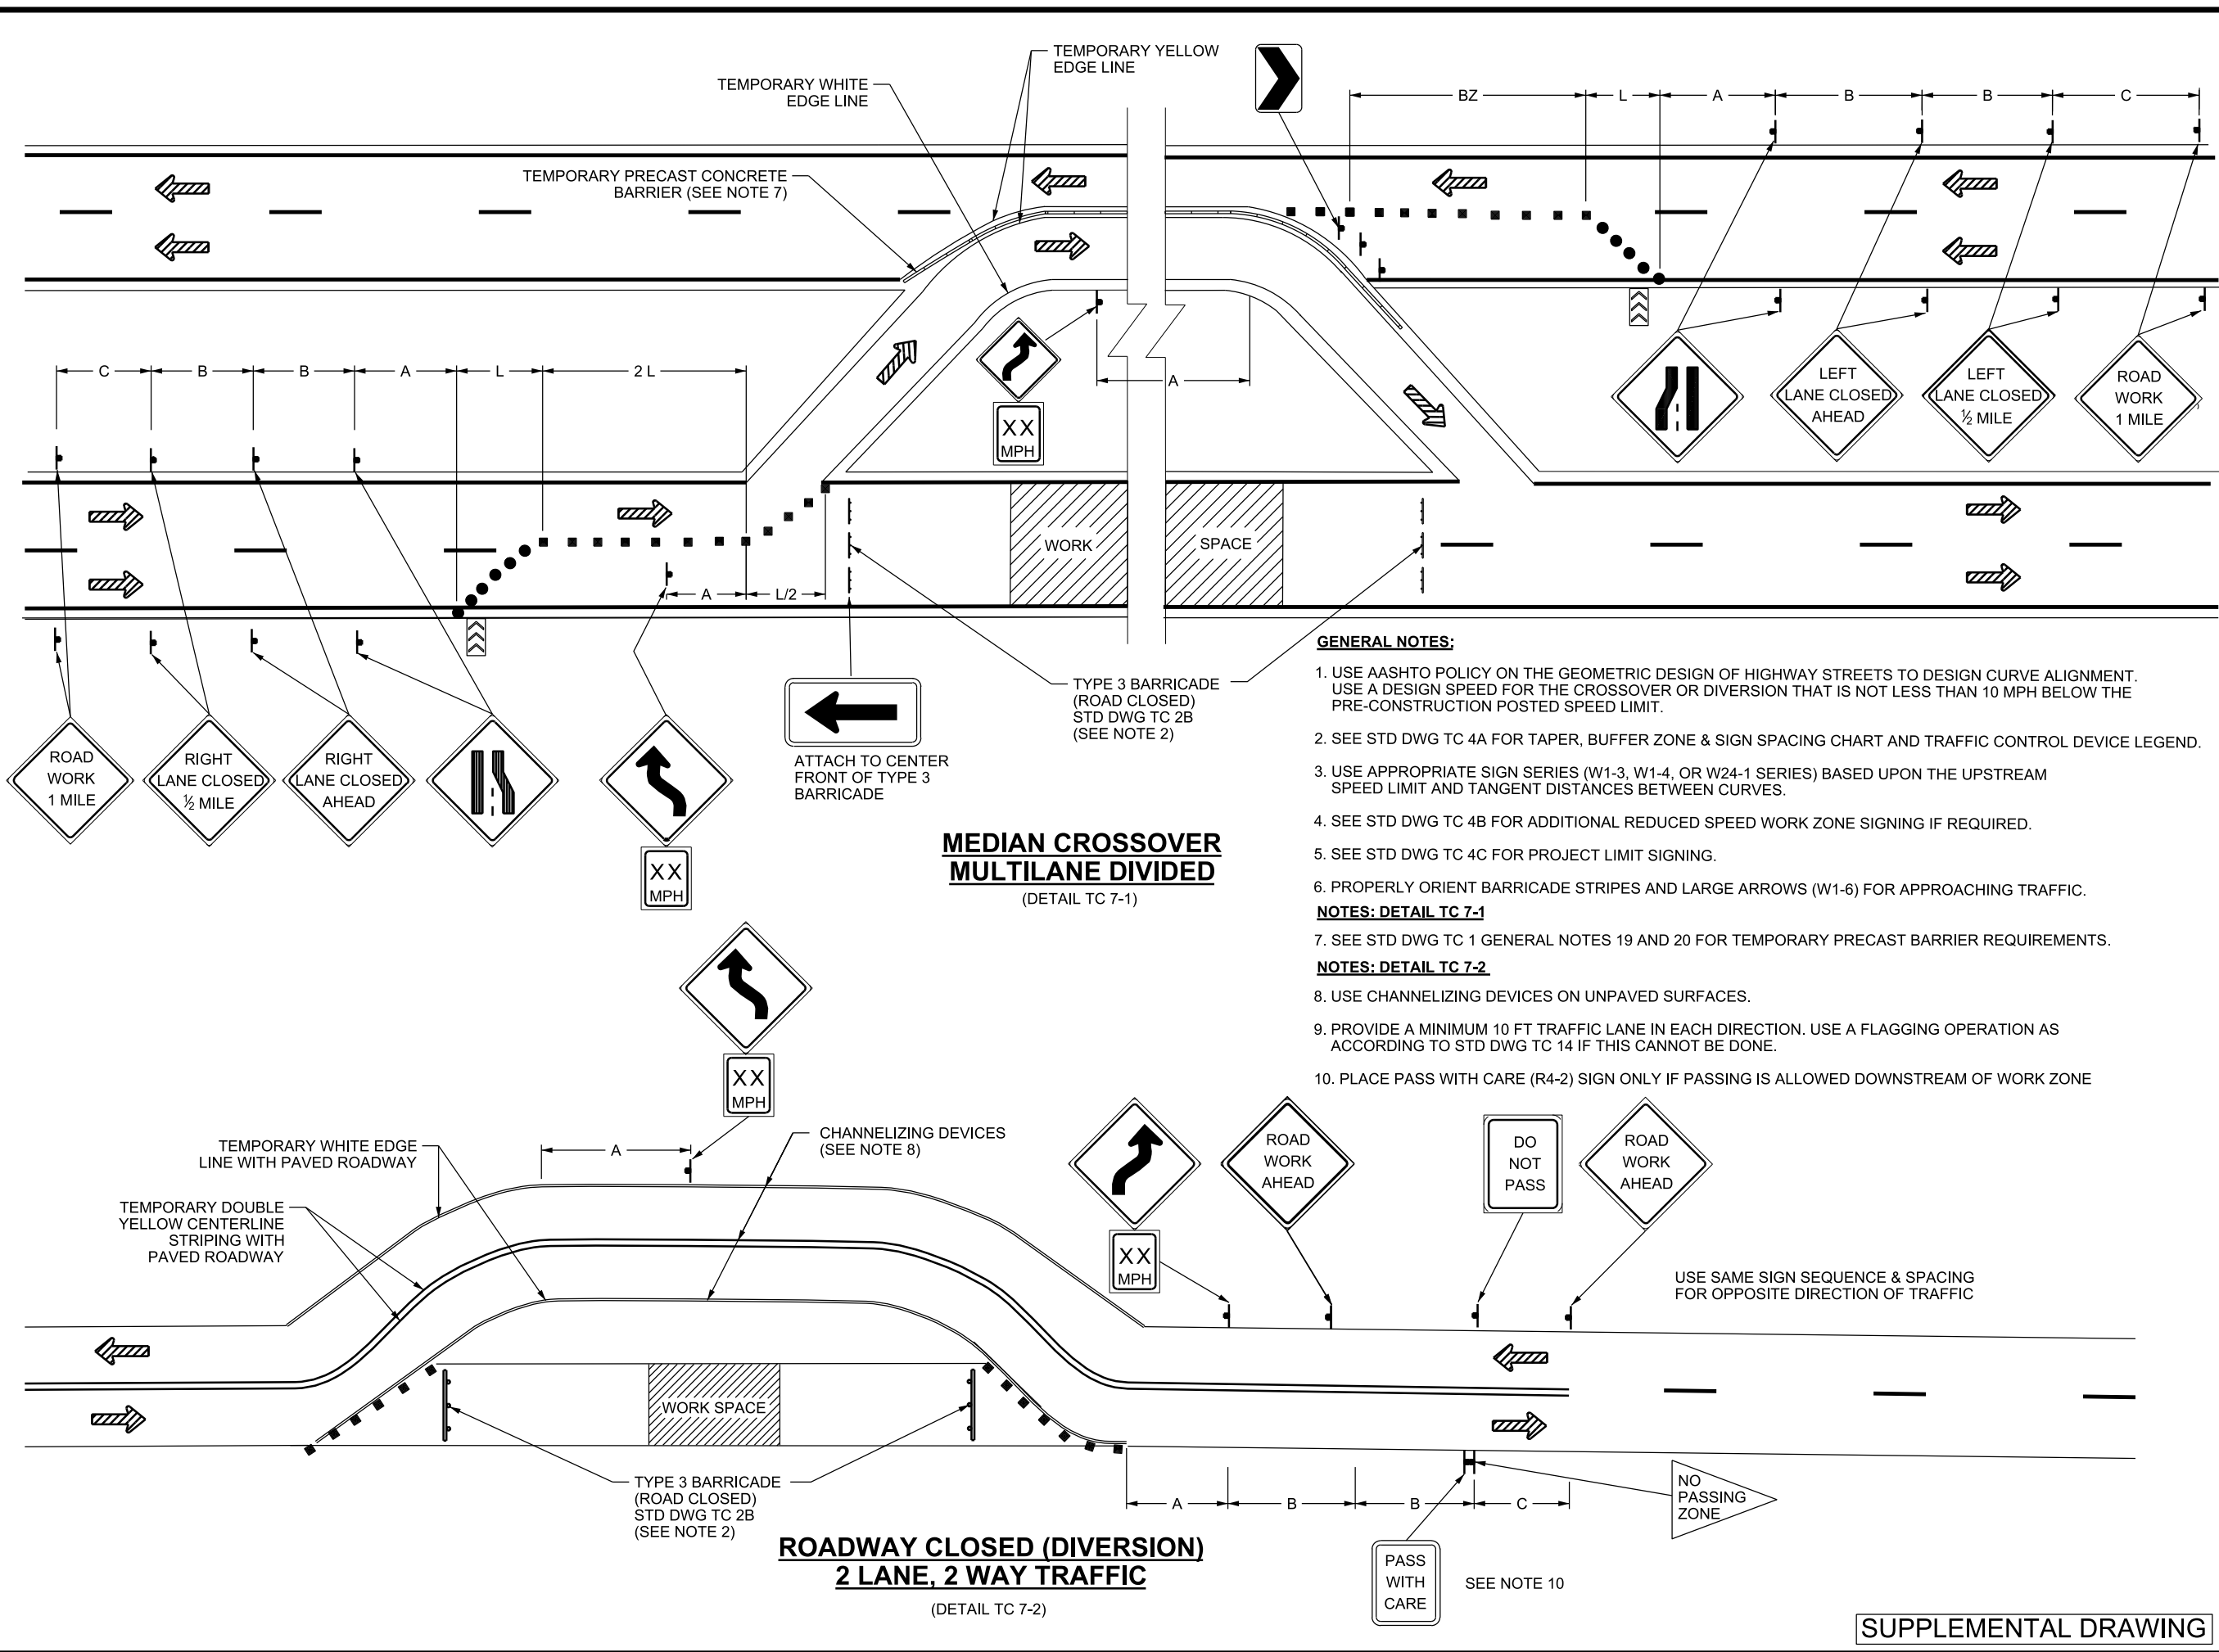 TEMPORARY YELLOW
EDGE LINE
TEMPORARY WHITE
EDGE LINE
TEMPORARY PRECAST CONCRETE
BARRIER (SEE NOTE 7)
BZ
L
A
B
B
C
C
B
B
A
L
2 L
A
XX
MPH
LEFT
LANE CLOSED
AHEAD
LEFT
LANE CLOSED
½ MILE
ROAD
WORK
1 MILE
WORK
SPACE
A
L/2
ROAD
WORK
1 MILE
RIGHT
LANE CLOSED
½ MILE
RIGHT
LANE CLOSED
AHEAD
XX
MPH
ATTACH TO CENTER
FRONT OF TYPE 3
BARRICADE
TYPE 3 BARRICADE
(ROAD CLOSED)
STD DWG TC 2B
(SEE NOTE 2)
MEDIAN CROSSOVER
MULTILANE DIVIDED
(DETAIL TC 7-1)
GENERAL NOTES:
1. USE AASHTO POLICY ON THE GEOMETRIC DESIGN OF HIGHWAY STREETS TO DESIGN CURVE ALIGNMENT.
USE A DESIGN SPEED FOR THE CROSSOVER OR DIVERSION THAT IS NOT LESS THAN 10 MPH BELOW THE
PRE-CONSTRUCTION POSTED SPEED LIMIT.
2. SEE STD DWG TC 4A FOR TAPER, BUFFER ZONE & SIGN SPACING CHART AND TRAFFIC CONTROL DEVICE LEGEND.
3. USE APPROPRIATE SIGN SERIES (W1-3, W1-4, OR W24-1 SERIES) BASED UPON THE UPSTREAM
SPEED LIMIT AND TANGENT DISTANCES BETWEEN CURVES.
4. SEE STD DWG TC 4B FOR ADDITIONAL REDUCED SPEED WORK ZONE SIGNING IF REQUIRED.
5. SEE STD DWG TC 4C FOR PROJECT LIMIT SIGNING.
6. PROPERLY ORIENT BARRICADE STRIPES AND LARGE ARROWS (W1-6) FOR APPROACHING TRAFFIC.
NOTES: DETAIL TC 7-1
7. SEE STD DWG TC 1 GENERAL NOTES 19 AND 20 FOR TEMPORARY PRECAST BARRIER REQUIREMENTS.
NOTES: DETAIL TC 7-2
8. USE CHANNELIZING DEVICES ON UNPAVED SURFACES.
9. PROVIDE A MINIMUM 10 FT TRAFFIC LANE IN EACH DIRECTION. USE A FLAGGING OPERATION AS
ACCORDING TO STD DWG TC 14 IF THIS CANNOT BE DONE.
10. PLACE PASS WITH CARE (R4-2) SIGN ONLY IF PASSING IS ALLOWED DOWNSTREAM OF WORK ZONE
XX
MPH
TEMPORARY WHITE EDGE
LINE WITH PAVED ROADWAY
A
CHANNELIZING DEVICES
(SEE NOTE 8)
TEMPORARY DOUBLE
YELLOW CENTERLINE
STRIPING WITH
PAVED ROADWAY
XX
MPH
ROAD
WORK
AHEAD
DO
NOT
PASS
ROAD
WORK
AHEAD
USE SAME SIGN SEQUENCE & SPACING
FOR OPPOSITE DIRECTION OF TRAFFIC
WORK SPACE
TYPE 3 BARRICADE
(ROAD CLOSED)
STD DWG TC 2B
(SEE NOTE 2)
A
B
B
C
NO
PASSING
ZONE
PASS
WITH
CARE
SEE NOTE 10
ROADWAY CLOSED (DIVERSION)
2 LANE, 2 WAY TRAFFIC
(DETAIL TC 7-2)
SUPPLEMENTAL DRAWING